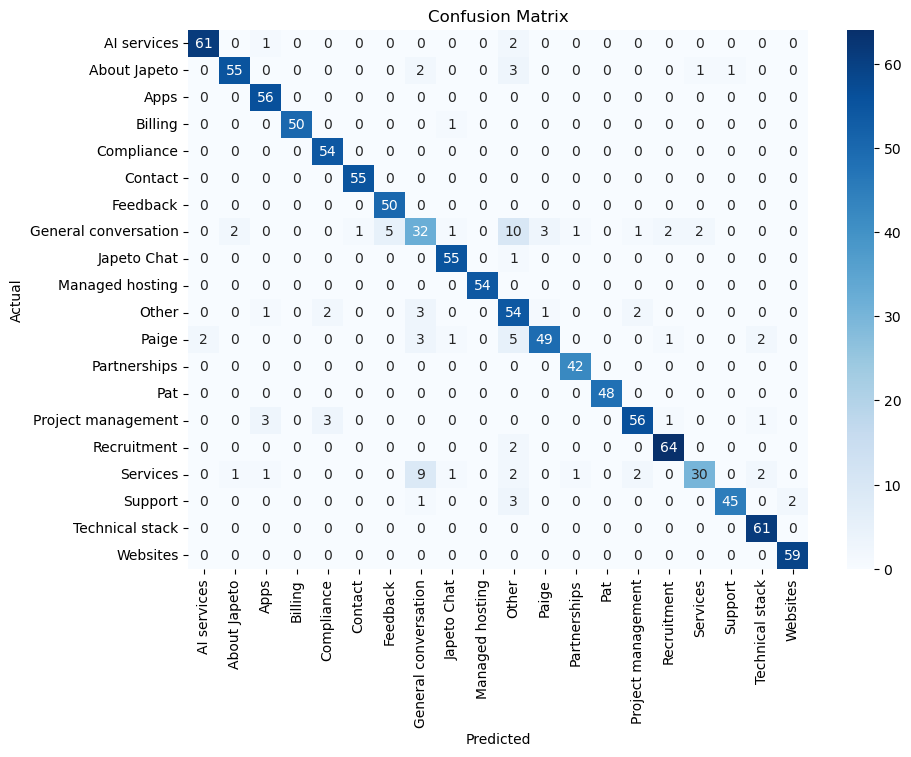 Confusion Matrix
Actual
AI services 61 0 1 0 0 0 0 0 0 0 2 0 0 0 0 0 0 0 0 0
About Japeto 0 55 0 0 0 0 0 2 0 0 3 0 0 0 0 0 1 1 0 0
Apps 0 0 56 0 0 0 0 0 0 0 0 0 0 0 0 0 0 0 0 0
Billing 0 0 0 50 0 0 0 0 1 0 0 0 0 0 0 0 0 0 0 0
Compliance 0 0 0 0 54 0 0 0 0 0 0 0 0 0 0 0 0 0 0 0
Contact 0 0 0 0 0 55 0 0 0 0 0 0 0 0 0 0 0 0 0 0
Feedback 0 0 0 0 0 0 50 0 0 0 0 0 0 0 0 0 0 0 0 0
General conversation 0 2 0 0 0 1 5 32 1 0 10 3 1 0 1 2 2 0 0 0
Japeto Chat 0 0 0 0 0 0 0 0 55 0 1 0 0 0 0 0 0 0 0 0
Managed hosting 0 0 0 0 0 0 0 0 0 54 0 0 0 0 0 0 0 0 0 0
Other 0 0 1 0 2 0 0 3 0 0 54 1 0 0 2 0 0 0 0 0
Paige 2 0 0 0 0 0 0 3 1 0 5 49 0 0 0 1 0 0 2 0
Partnerships 0 0 0 0 0 0 0 0 0 0 0 0 42 0 0 0 0 0 0 0
Pat 0 0 0 0 0 0 0 0 0 0 0 0 0 48 0 0 0 0 0 0
Project management 0 0 3 0 3 0 0 0 0 0 0 0 0 0 56 1 0 0 1 0
Recruitment 0 0 0 0 0 0 0 0 0 0 2 0 0 0 0 64 0 0 0 0
Services 0 1 1 0 0 0 0 9 1 0 2 0 1 0 2 0 30 0 2 0
Support 0 0 0 0 0 0 0 1 0 0 3 0 0 0 0 0 0 45 0 2
Technical stack 0 0 0 0 0 0 0 0 0 0 0 0 0 0 0 0 0 0 61 0
Websites 0 0 0 0 0 0 0 0 0 0 0 0 0 0 0 0 0 0 0 59
AI services
About Japeto
Apps
Billing
Compliance
Contact
Feedback
General conversation
Japeto Chat
Managed hosting
Other
Paige
Partnerships
Pat
Project management
Recruitment
Services
Support
Technical stack
Websites
Predicted
60
50
40
30
20
10
0